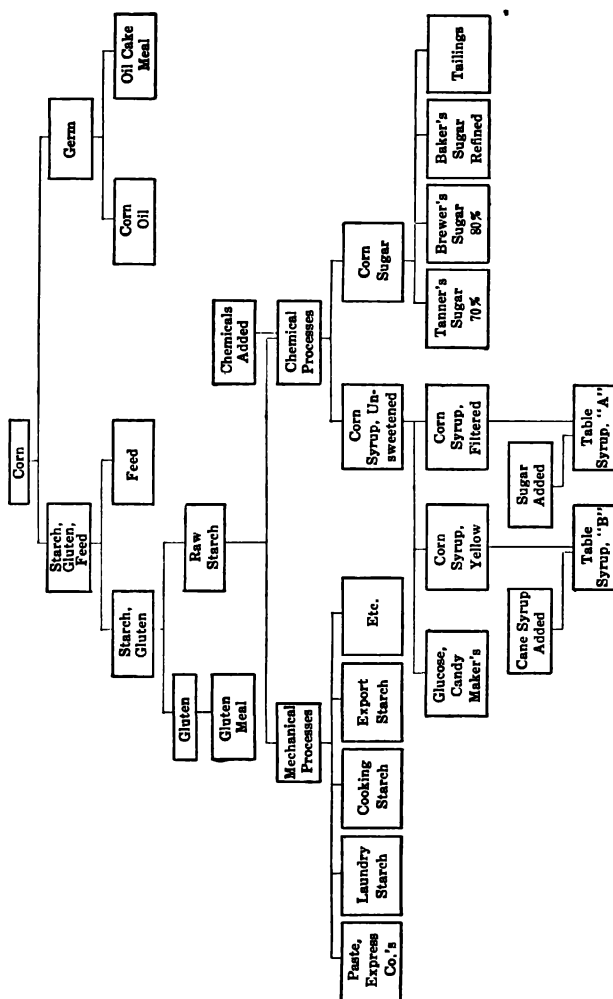 Corn
Starch,
Gluten,
Feed
Germ
Starch,
Gluten
Feed
Corn
Oil
Oil Cake
Meal
Gluten
Raw
Starch
Gluten
Meal
Chemicals
Added
Mechanical
Processes
Chemical
Processes
Paste,
Express
Co.'s
Laundry
Starch
Cooking
Starch
Export
Starch
Etc.
Corn
Syrup, Un-
sweetened
Corn
Sugar
Glucose,
Candy
Maker's
Corn
Syrup,
Yellow
Corn
Syrup,
Filtered
Tanner's
Sugar
70%
Brewer's
Sugar
80%
Baker's
Sugar
Refined
Tailings
Cane Syrup
Added
Sugar
Added
Table
Syrup, "B"
Table
Syrup, "A"